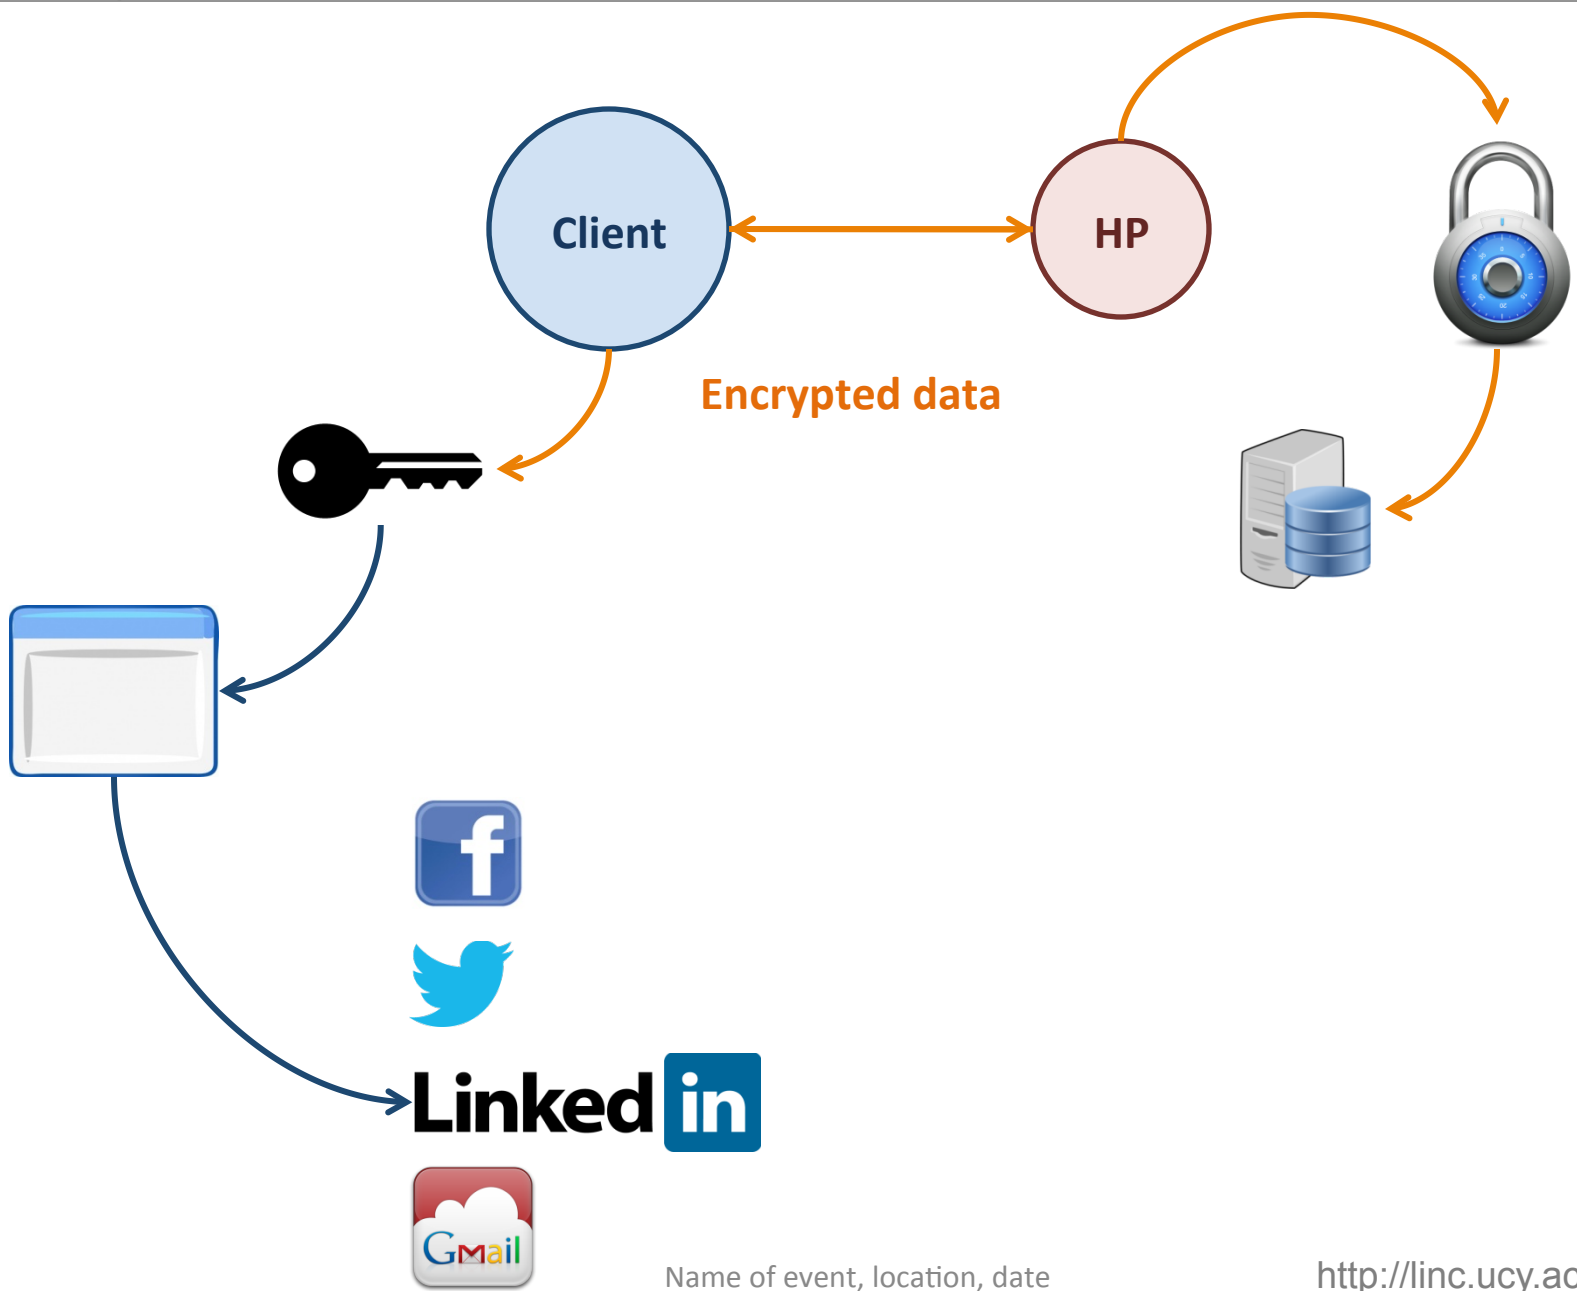 Client
HP
Encrypted data
f
Linked in
GMail
Name of event, location, date
http://linc.ucy.ac